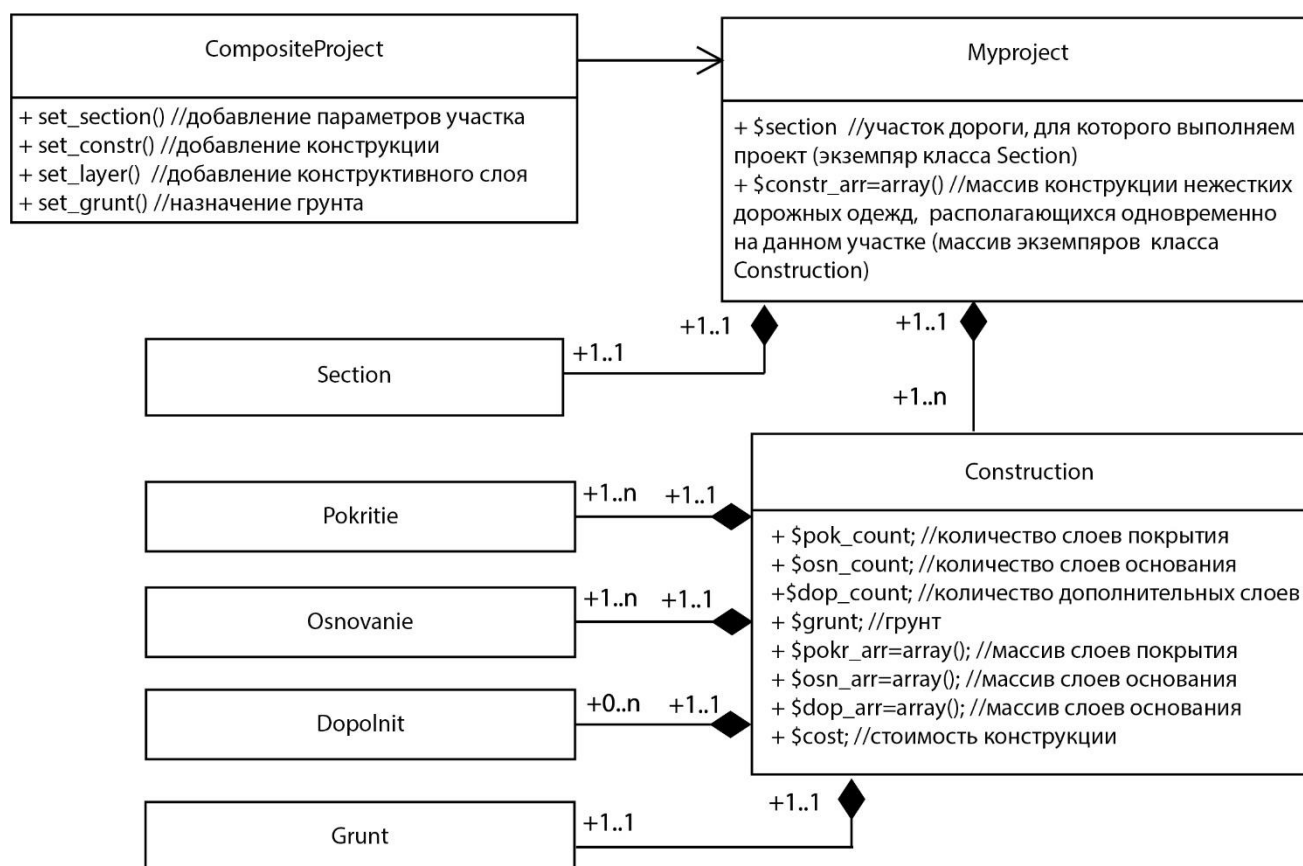 CompositeProject
+ set_section() //добавление параметров участка
+ set_constr() //добавление конструкции
+ set_layer()  //добавление конструктивного слоя
+ set_grunt() //назначение грунта
Myproject
+ $section  //участок дороги, для которого выполняем
проект (экземпяр класса Section)
+ $constr_arr=array() //массив конструкции нежестких
дорожных одежд,  располагающихся одновременно
на данном участке (массив экземпяров  класса
Construction)
+1..1
+1..1
Section
+1..1
+1..n
Construction
+ $pok_count; //количество слоев покрытия
+ $osn_count; //количество слоев основания
+$dop_count; //количество дополнительных слоев
+ $grunt; //грунт
+ $pokr_arr=array(); //массив слоев покрытия
+ $osn_arr=array(); //массив слоев основания
+ $dop_arr=array(); //массив слоев основания
+ $cost; //стоимость конструкции
Pokritie
+1..n +1..1
Osnovanie
+1..n +1..1
Dopolnit
+0..n +1..1
Grunt
+1..1
+1..1